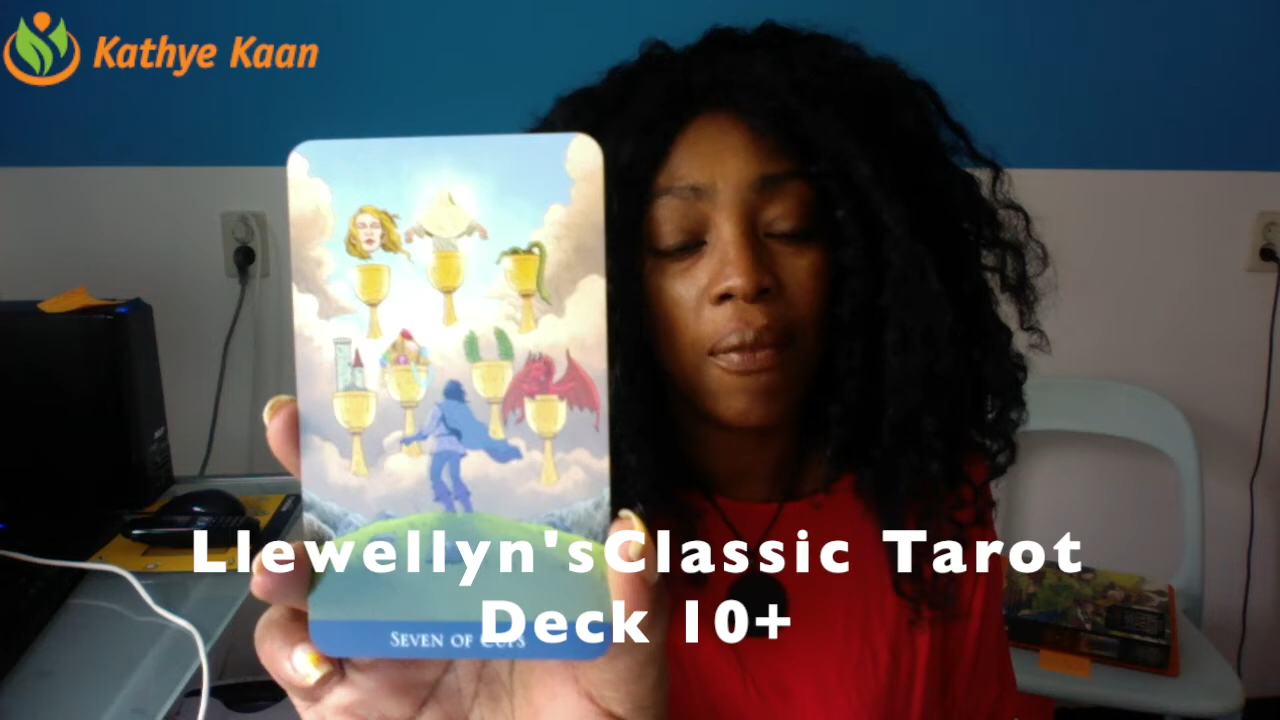 Kathye Kaan
Llewellyn'sClassic Tarot
Deck 10+
SEVEN OF CUPS